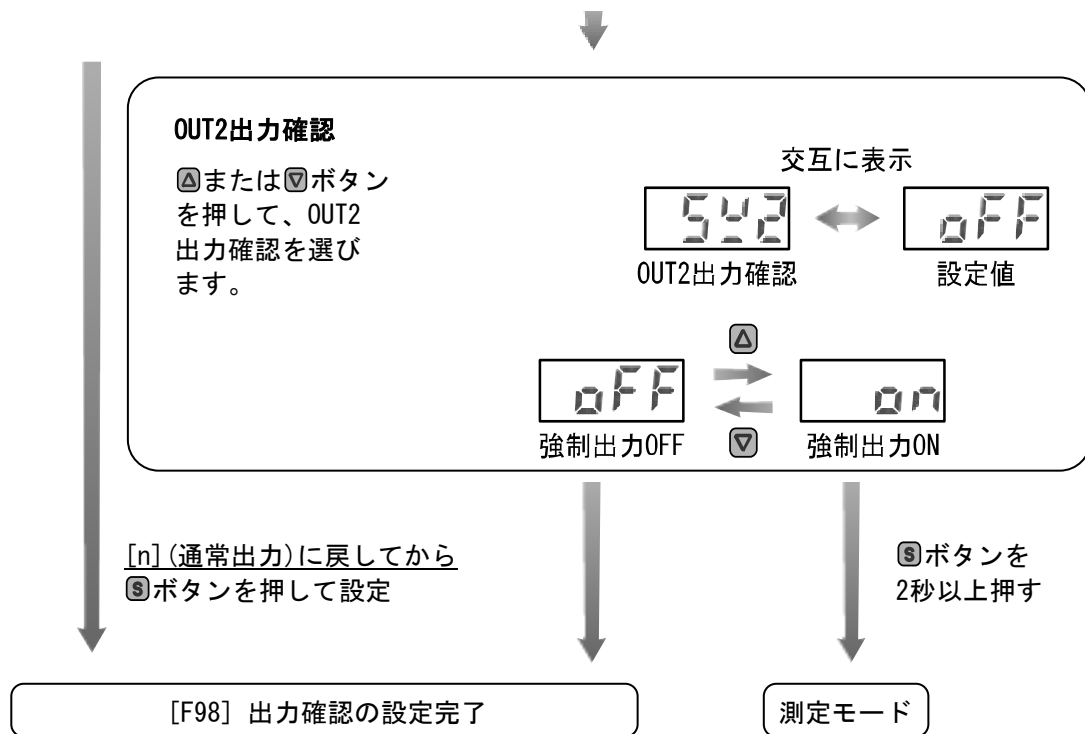 OUT2出力確認
△または▽ボタン
を押して、OUT2
出力確認を選び
ます。
交互に表示
SW2
oFF
OUT2出力確認
設定値
△
oFF
on
強制出力OFF
▽
強制出力ON
[n](通常出力)に戻してから
Sボタンを押して設定
Sボタンを
2秒以上押す
[F98] 出力確認の設定完了
測定モード